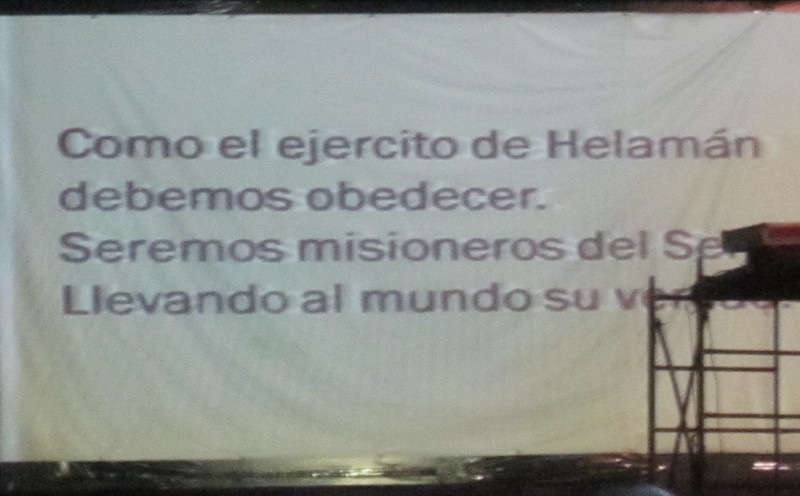 Como el ejercito de Helamán
debemos obedecer.
Seremos misioneros del
Llevando al mundo su